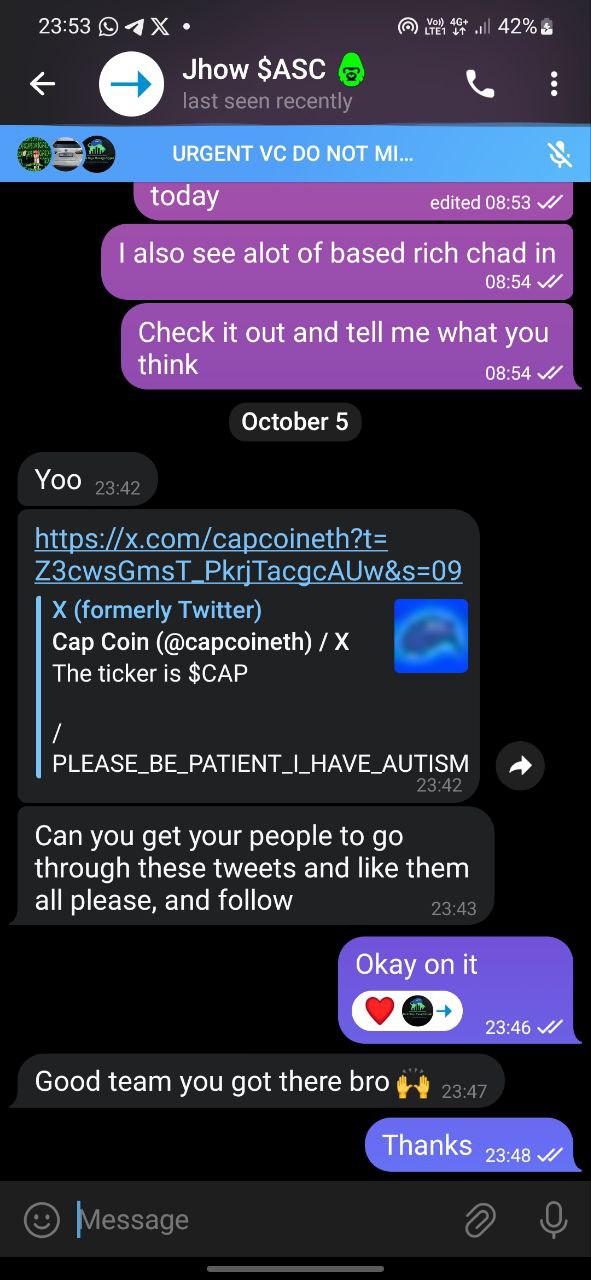 23:53
Vo) 4G+
LTE1
42%
Jhow $ASC
last seen recently
URGENT VC DO NOT MI...
today
edited 08:53
I also see alot of based rich chad in
08:54
Check it out and tell me what you
think
08:54
October 5
Yoo
23:42
https://x.com/capcoineth?t=
Z3cwsGmsT_PkrjTacgcAUw&s=09
X (formerly Twitter)
Cap Coin (@capcoineth) / X
The ticker is $CAP
/
PLEASE_BE_PATIENT_I_HAVE_AUTISM
23:42
Can you get your people to go
through these tweets and like them
all please, and follow
23:43
Okay on it
23:46
Good team you got there bro 🙌
23:47
Thanks
23:48
Message